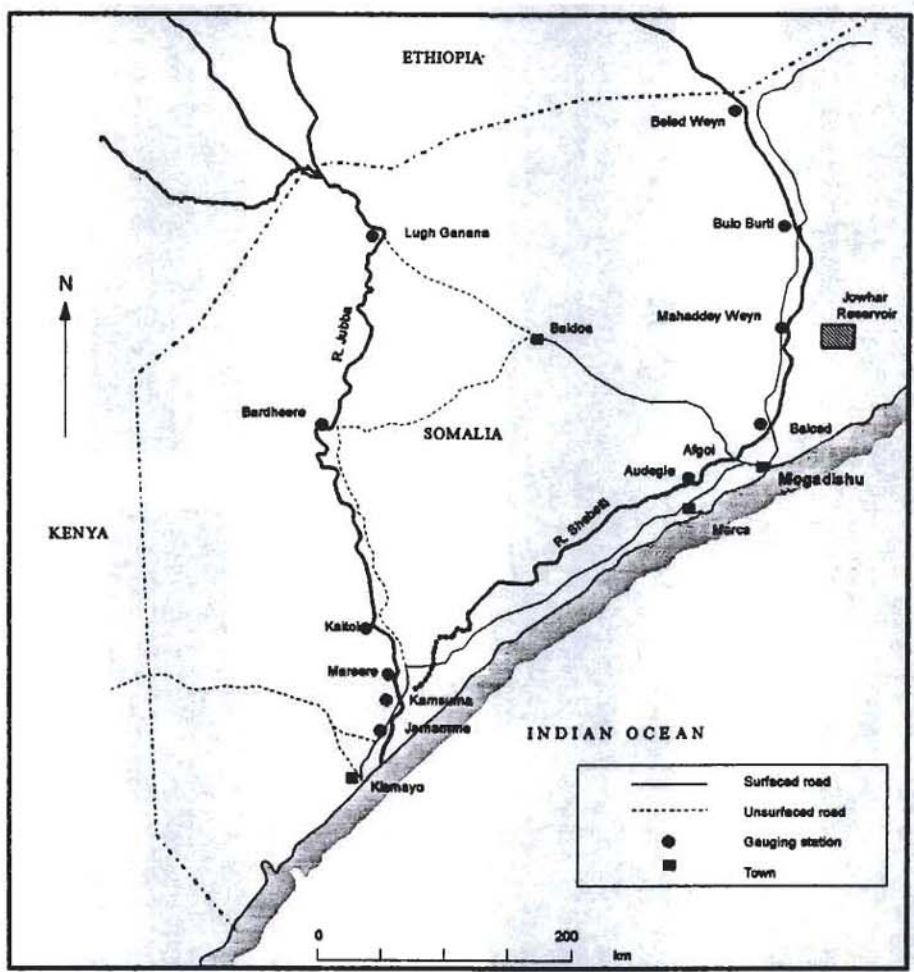 ETHIOPIA
Beled Weyn
Bulo Burti
Lugh Ganana
N
Jowhar
Reservoir
Mahaddey Weyn
R. Jubba
Baidoa
Bardheere
SOMALIA
Balcad
Afgoi
Audegle
Mogadishu
KENYA
R. Shebelli
Merca
Kaitoi
Mareere
Kamsuma
Jamamme
INDIAN OCEAN
Kismayo
Surfaced road
Unsurfaced road
Gauging station
Town
0 200
km